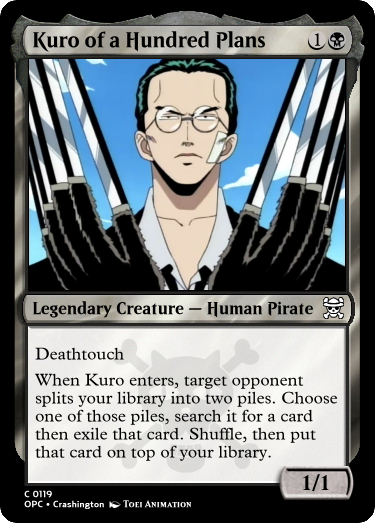 Kuro of a Hundred Plans 1
Legendary Creature — Human Pirate
Deathtouch
When Kuro enters, target opponent
splits your library into two piles. Choose
one of those piles, search it for a card
then exile that card. Shuffle, then put
that card on top of your library.
1/1
C 0119
OPC • Crashington Toei Animation